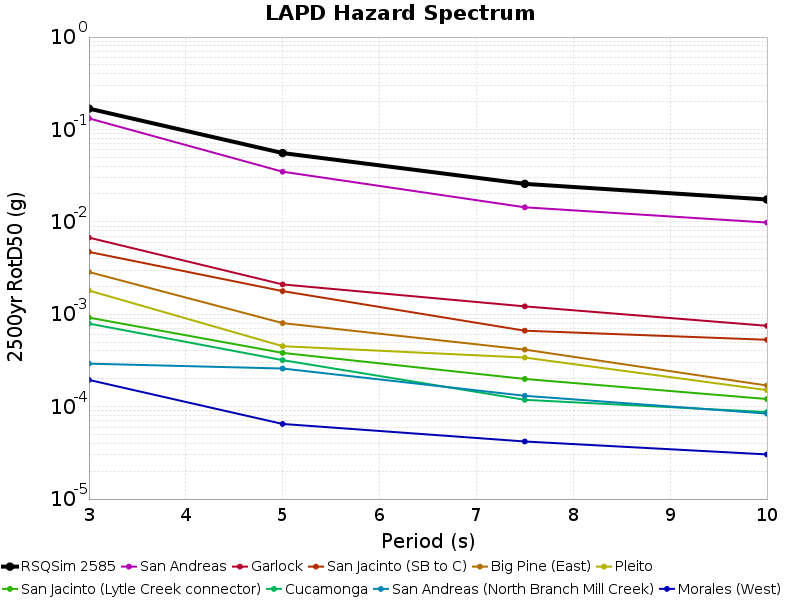 LAPD Hazard Spectrum
2500yr RotD50 (g)
10^0
10^-1
10^-2
10^-3
10^-4
10^-5
3 4 5 6 7 8 9 10
Period (s)
RSQSim 2585 San Andreas Garlock San Jacinto (SB to C) Big Pine (East) Pleito
San Jacinto (Lytle Creek connector) Cucamonga San Andreas (North Branch Mill Creek) Morales (West)